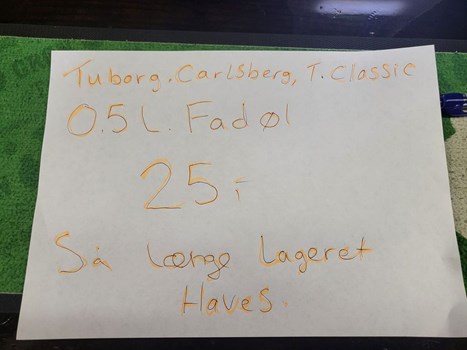 Tuborg. Carlsberg, T. Classic
0.5 L. Fadøl
25,-
Så længe lageret
Haves.